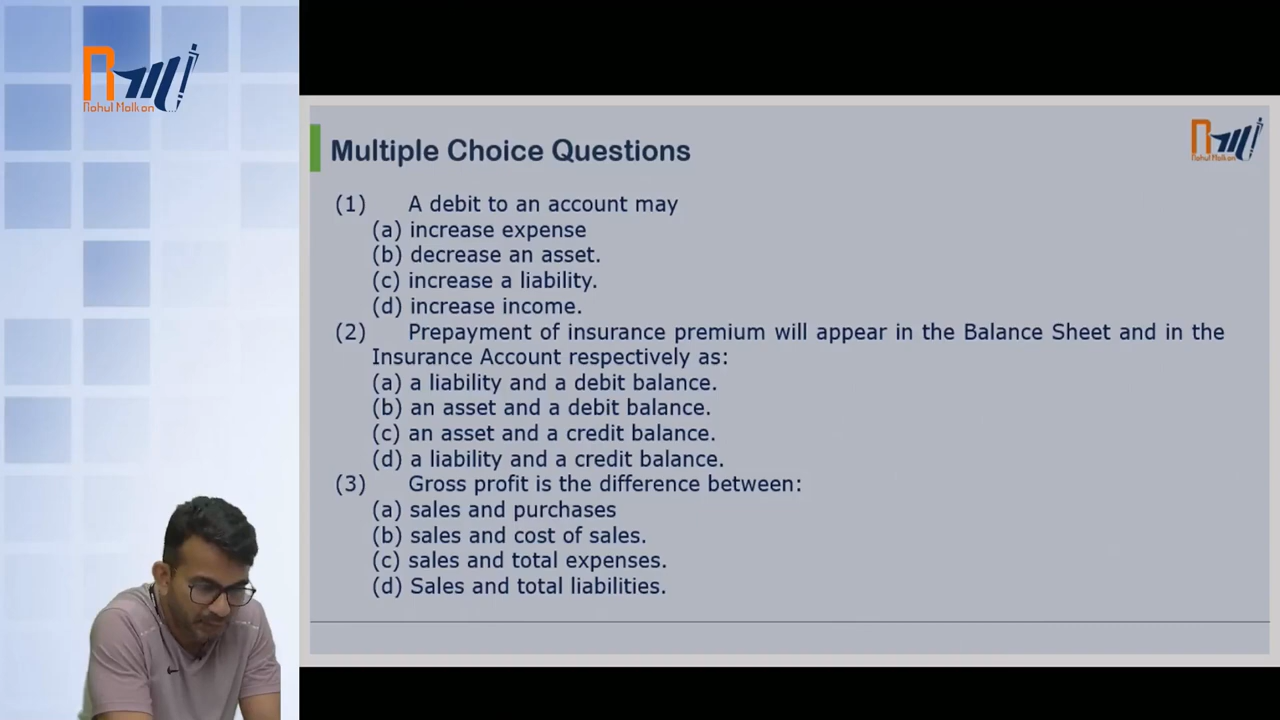 Rahul Malkan
Rahul Malkan
Multiple Choice Questions
(1) A debit to an account may
(a) increase expense
(b) decrease an asset.
(c) increase a liability.
(d) increase income.
(2) Prepayment of insurance premium will appear in the Balance Sheet and in the
Insurance Account respectively as:
(a) a liability and a debit balance.
(b) an asset and a debit balance.
(c) an asset and a credit balance.
(d) a liability and a credit balance.
(3) Gross profit is the difference between:
(a) sales and purchases
(b) sales and cost of sales.
(c) sales and total expenses.
(d) Sales and total liabilities.